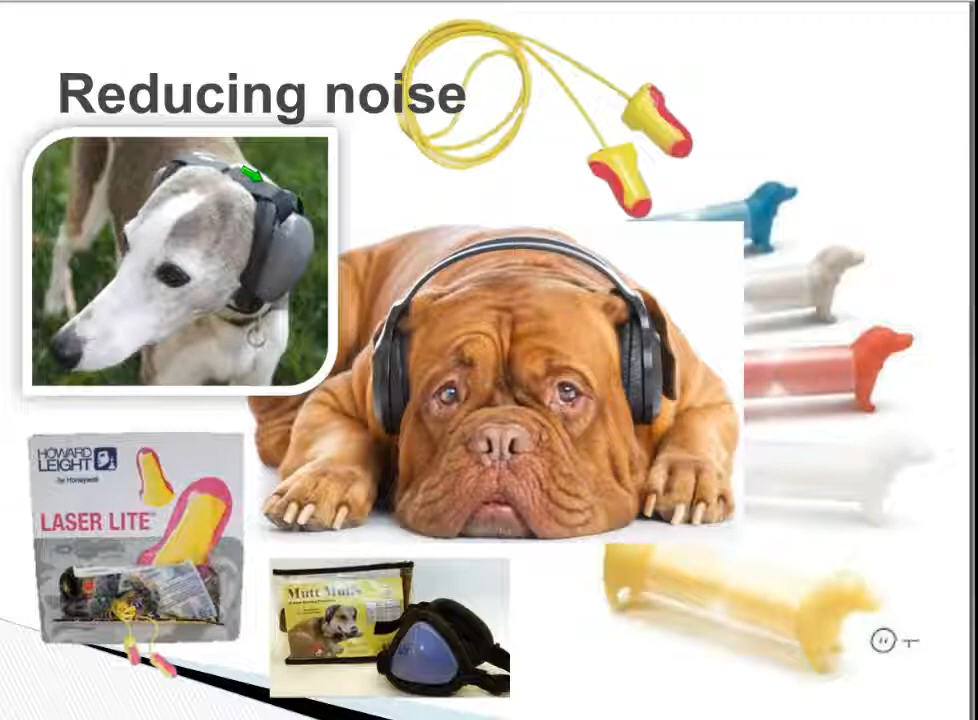 Reducing noise
HOWARD
LEIGHT
by Honeywell
LASER LITE
Mutt Muffs